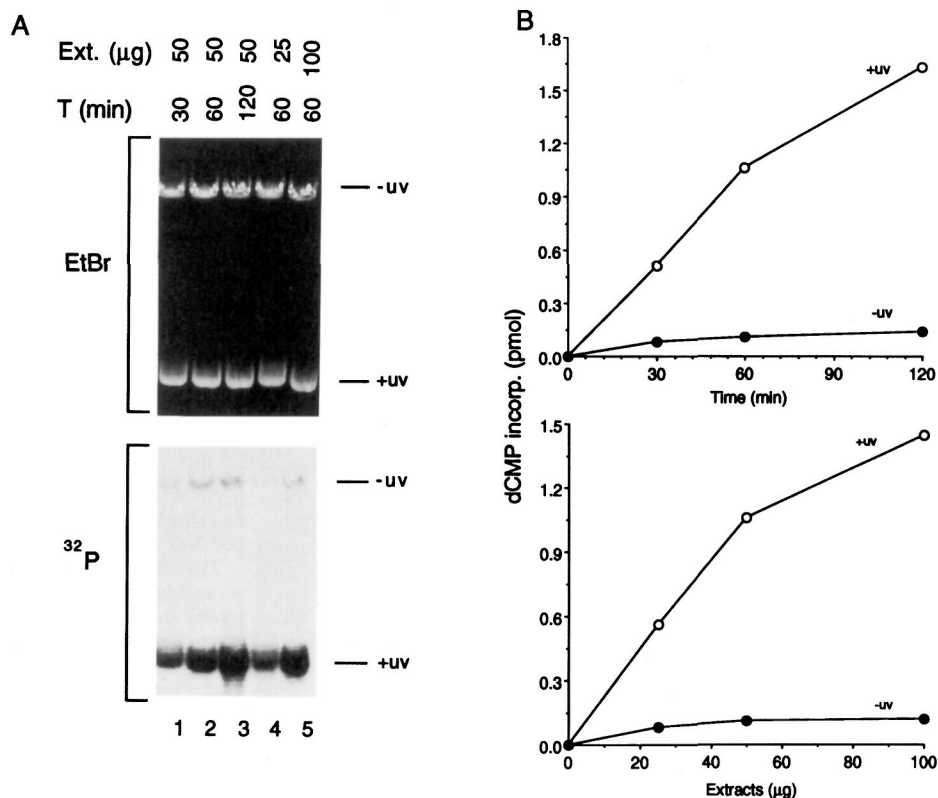 A
Ext. (μg) 50 50 50 25 100
T (min) 30 60 120 60 60
EtBr
-uv
+uv
32P
-uv
+uv
1 2 3 4 5
B
dCMP incorp. (pmol)
1.8
1.5
1.2
0.9
0.6
0.3
0.0
+uv
-uv
0 30 60 90 120
Time (min)
1.5
1.2
0.9
0.6
0.3
0.0
+uv
-uv
0 20 40 60 80 100
Extracts (μg)